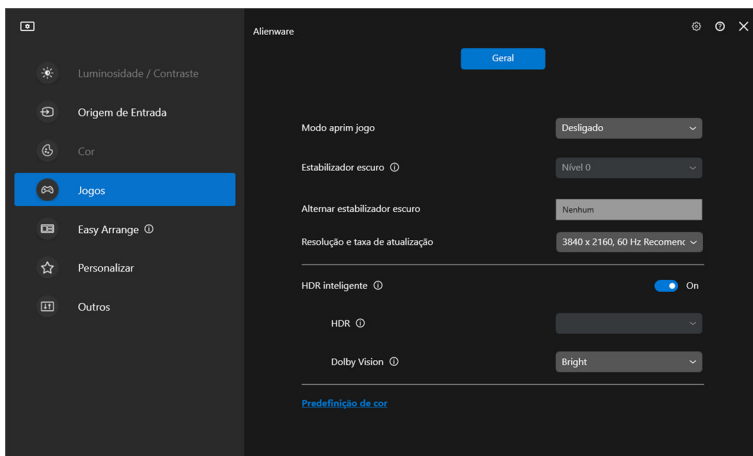 Alienware
Geral
Luminosidade / Contraste
Origem de Entrada
Cor
Jogos
Easy Arrange
Personalizar
Outros
Modo aprim jogo
Desligado
Estabilizador escuro
Nível 0
Alternar estabilizador escuro
Nenhum
Resolução e taxa de atualização
3840 x 2160, 60 Hz Recomenc
HDR inteligente
On
HDR
Dolby Vision
Bright
Predefinição de cor